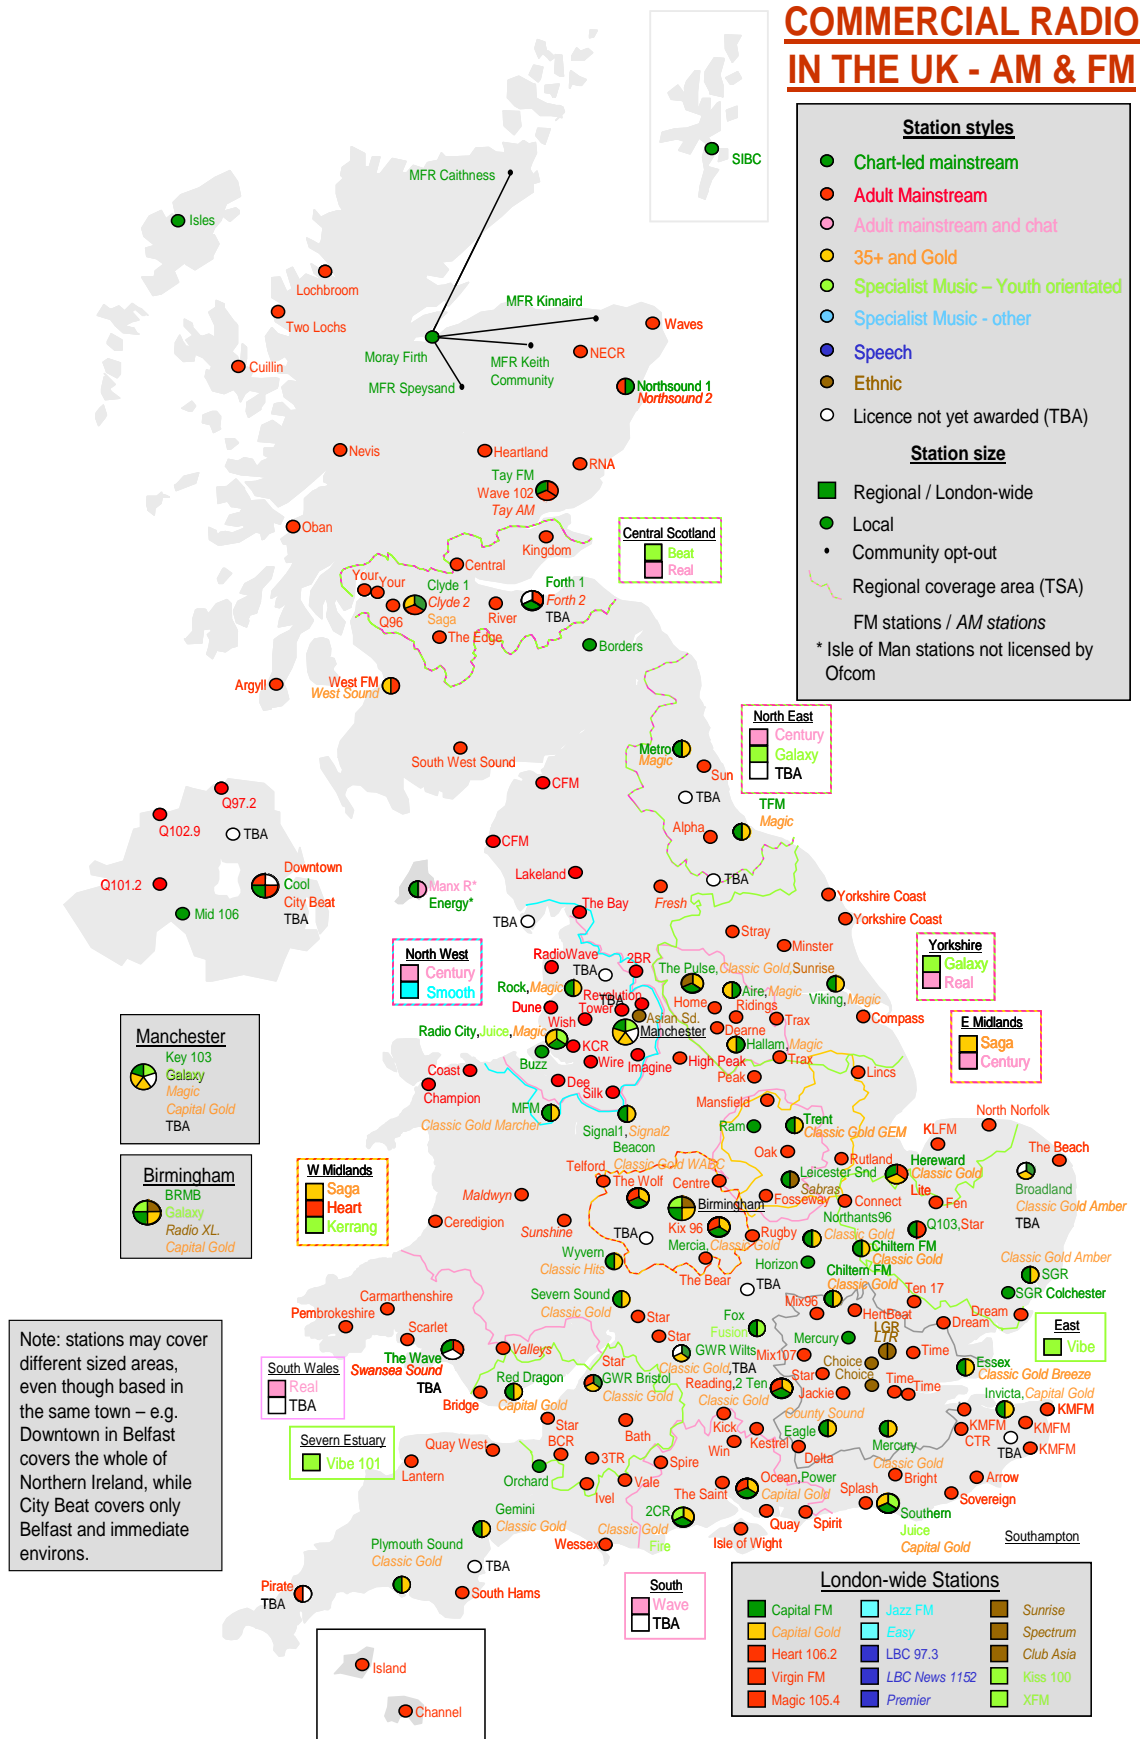 COMMERCIAL RADIO
IN THE UK - AM & FM
Station styles
Chart-led mainstream
Adult Mainstream
Adult mainstream and chat
35+ and Gold
Specialist Music – Youth orientated
Specialist Music - other
Speech
Ethnic
Licence not yet awarded (TBA)
Station size
Regional / London-wide
Local
Community opt-out
Regional coverage area (TSA)
FM stations / AM stations
* Isle of Man stations not licensed by
Ofcom
SIBC
MFR Caithness
Isles
Lochbroom
Two Lochs
MFR Kinnaird
Waves
Cuillin
Moray Firth
MFR Keith
Community
NECR
MFR Speysand
Northsound 1
Northsound 2
Nevis
Heartland
RNA
Tay FM
Wave 102
Tay AM
Oban
Kingdom
Central Scotland
Beat
Real
Central
Your
Your
Q96
Clyde 1
Clyde 2
Saga
River
Forth 1
Forth 2
TBA
The Edge
Borders
Argyll
West FM
West Sound
South West Sound
North East
Century
Galaxy
TBA
Metro
Magic
Sun
TBA
CFM
TFM
Magic
Alpha
Q97.2
Q102.9
TBA
CFM
Q101.2
Downtown
Cool
City Beat
TBA
Mid 106
Manx R*
Energy*
Lakeland
TBA
Fresh
The Bay
TBA
Yorkshire Coast
Yorkshire Coast
Stray
Minster
Yorkshire
Galaxy
Real
North West
Century
Smooth
RadioWave
TBA
2BR
The Pulse, Classic Gold, Sunrise
Rock, Magic
Revolution
TBA
Tower
Home
Aire, Magic
Viking, Magic
Ridings
Dune
Wish
Asian Sd.
Manchester
Dearne
Trax
Compass
Radio City, Juice, Magic
KCR
Buzz
Wire
Imagine
High Peak
Hallam, Magic
Trax
E Midlands
Saga
Century
Manchester
Key 103
Galaxy
Magic
Capital Gold
TBA
Coast
Champion
Dee
Silk
Peak
Lincs
MFM
Classic Gold Marcher
Signal1, Signal2
Mansfield
Ram
Trent
Classic Gold GEM
North Norfolk
KLFM
The Beach
Beacon
Classic Gold WABC
Oak
Rutland
Hereward
Classic Gold
Lite
Birmingham
BRMB
Galaxy
Radio XL.
Capital Gold
W Midlands
Saga
Heart
Kerrang
Telford
The Wolf
Centre
Leicester Snd
Sabras
Fosseway
Connect
Fen
Broadland
Classic Gold Amber
TBA
Maldwyn
Ceredigion
Sunshine
TBA
Birmingham
Kix 96
Mercia, Classic Gold
Rugby
Northants96
Classic Gold
Q103, Star
Chiltern FM
Classic Gold
Wyvern
Classic Hits
The Bear
Horizon
Chiltern FM
Classic Gold
Classic Gold Amber
SGR
SGR Colchester
Severn Sound
Classic Gold
TBA
Ten 17
Mix96
HertBeat
Dream
Dream
Carmarthenshire
Pembrokeshire
Scarlet
Star
Fox
Fusion
Star
LGR
LTR
Mercury
East
Vibe
Note: stations may cover
different sized areas,
even though based in
the same town – e.g.
Downtown in Belfast
covers the whole of
Northern Ireland, while
City Beat covers only
Belfast and immediate
environs.
The Wave
Swansea Sound
TBA
Valleys
GWR Wilts
Classic Gold, TBA
Mix107
Time
South Wales
Real
TBA
Red Dragon
Capital Gold
Bridge
Star
GWR Bristol
Classic Gold
Reading, 2 Ten
Classic Gold
Star
Choice
Choice
Jackie
Time
Time
Essex
Classic Gold Breeze
Invicta, Capital Gold
KMFM
KMFM
KMFM
KMFM
CTR
TBA
Severn Estuary
Vibe 101
Quay West
Lantern
Star
BCR
Bath
Kick
Win
Kestrel
County Sound
Eagle
Delta
Mercury
Classic Gold
Orchard
3TR
Ivel
Vale
Spire
The Saint
Ocean, Power
Capital Gold
Splash
Bright
Arrow
Sovereign
Gemini
Classic Gold
2CR
Classic Gold
Fire
Quay
Spirit
Southern
Juice
Capital Gold
Southampton
Plymouth Sound
Classic Gold
Wessex
Isle of Wight
TBA
Pirate
TBA
South Hams
South
Wave
TBA
London-wide Stations
Capital FM
Capital Gold
Heart 106.2
Virgin FM
Magic 105.4
Jazz FM
Easy
LBC 97.3
LBC News 1152
Premier
Sunrise
Spectrum
Club Asia
Kiss 100
XFM
Island
Channel